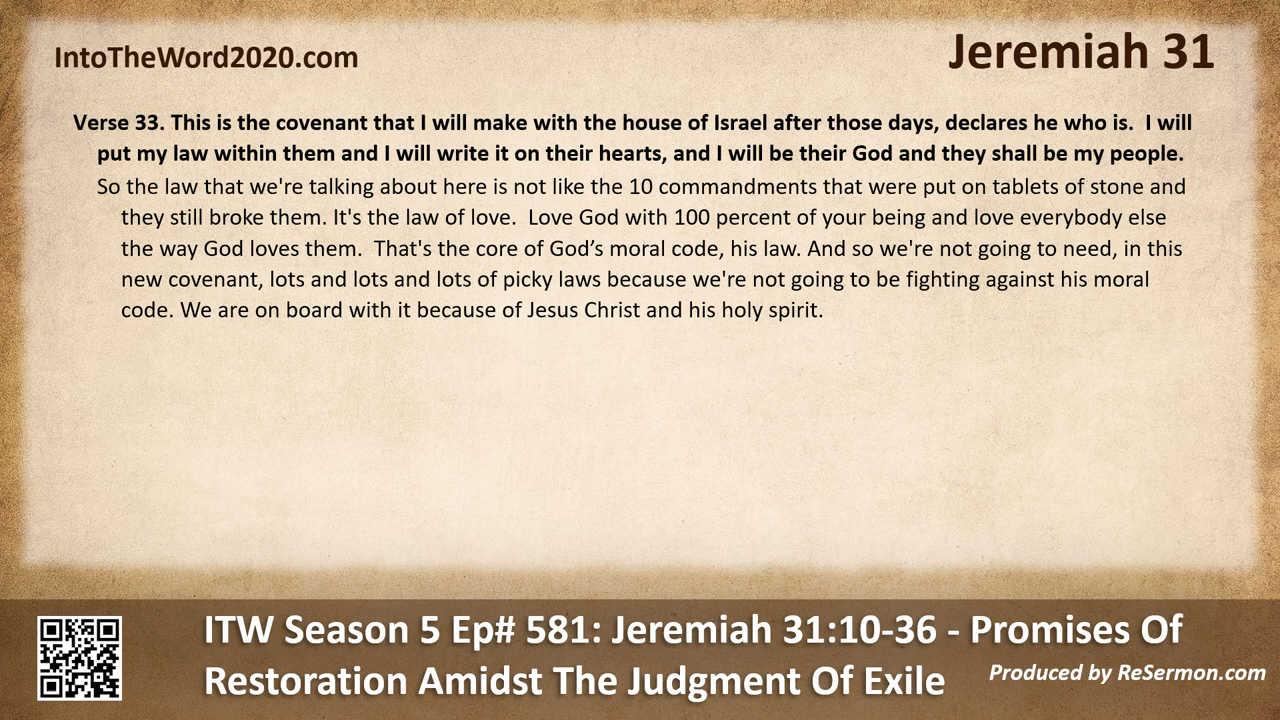 IntoTheWord2020.com
Jeremiah 31
Verse 33. This is the covenant that I will make with the house of Israel after those days, declares he who is.  I will
put my law within them and I will write it on their hearts, and I will be their God and they shall be my people.
So the law that we're talking about here is not like the 10 commandments that were put on tablets of stone and
they still broke them. It's the law of love.  Love God with 100 percent of your being and love everybody else
the way God loves them.  That's the core of God’s moral code, his law. And so we're not going to need, in this
new covenant, lots and lots and lots of picky laws because we're not going to be fighting against his moral
code. We are on board with it because of Jesus Christ and his holy spirit.
ITW Season 5 Ep# 581: Jeremiah 31:10-36 - Promises Of
Restoration Amidst The Judgment Of Exile
Produced by ReSermon.com